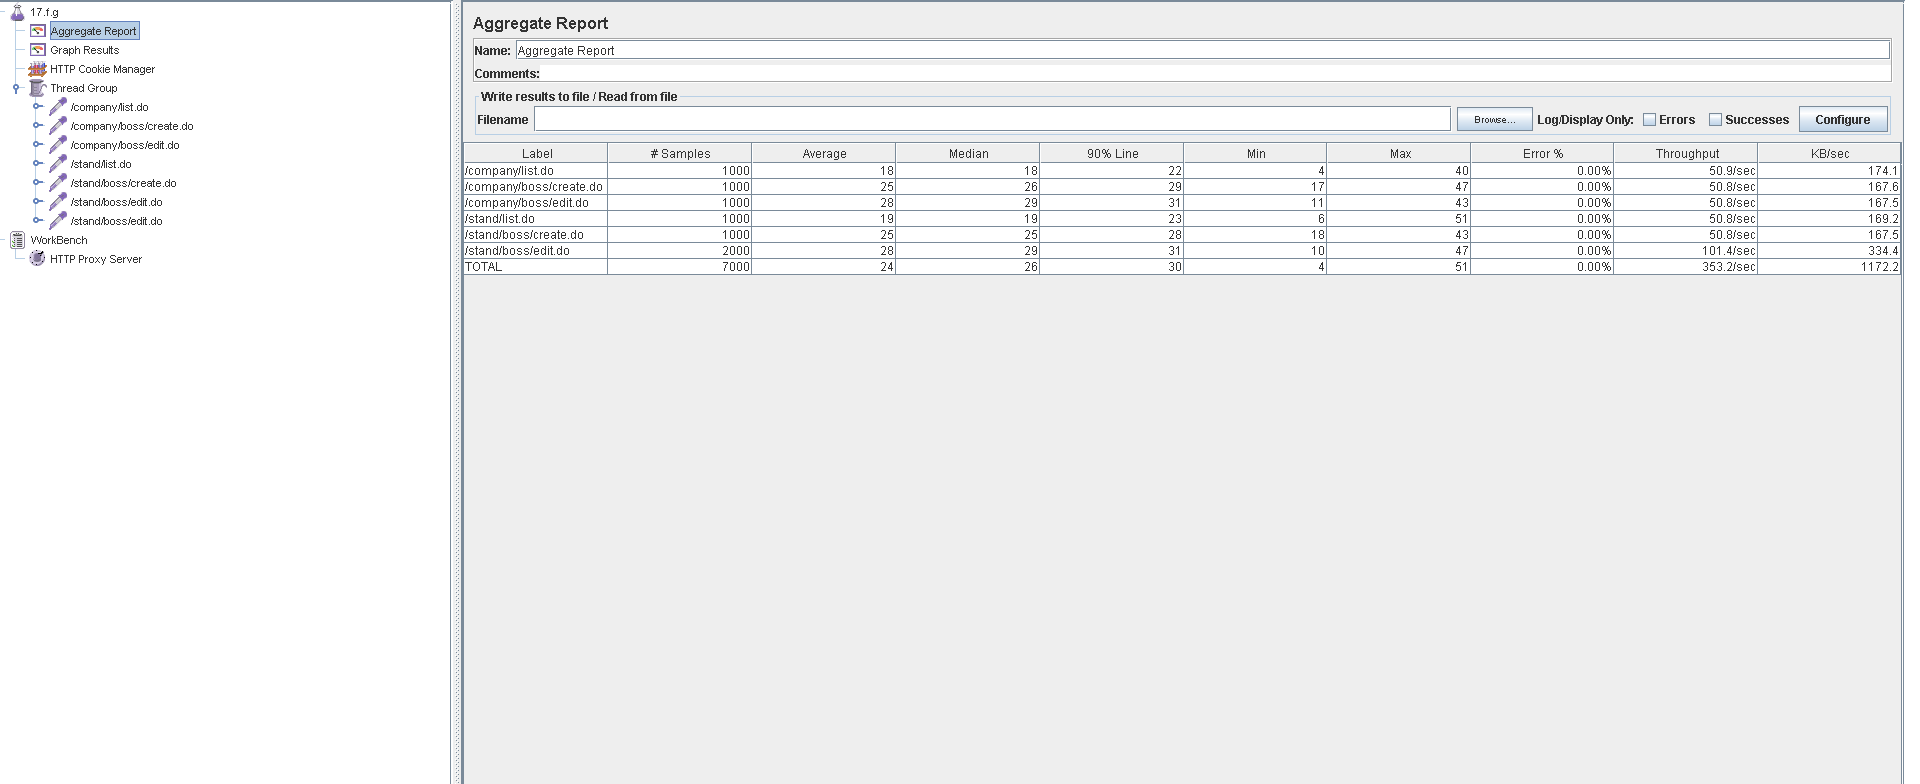 17.f.g
Aggregate Report
Graph Results
HTTP Cookie Manager
Thread Group
/company/list.do
/company/boss/create.do
/company/boss/edit.do
/stand/list.do
/stand/boss/create.do
/stand/boss/edit.do
/stand/boss/edit.do
WorkBench
HTTP Proxy Server
Aggregate Report
Name: Aggregate Report
Comments:
Write results to file / Read from file
Filename Browse... Log/Display Only: Errors Successes Configure
Label # Samples Average Median 90% Line Min Max Error % Throughput KB/sec
/company/list.do 1000 18 18 22 4 40 0.00% 50.9/sec 174.1
/company/boss/create.do 1000 25 26 29 17 47 0.00% 50.8/sec 167.6
/company/boss/edit.do 1000 28 29 31 11 43 0.00% 50.8/sec 167.5
/stand/list.do 1000 19 19 23 6 51 0.00% 50.8/sec 169.2
/stand/boss/create.do 1000 25 25 28 18 43 0.00% 50.8/sec 167.5
/stand/boss/edit.do 2000 28 29 31 10 47 0.00% 101.4/sec 334.4
TOTAL 7000 24 26 30 4 51 0.00% 353.2/sec 1172.2